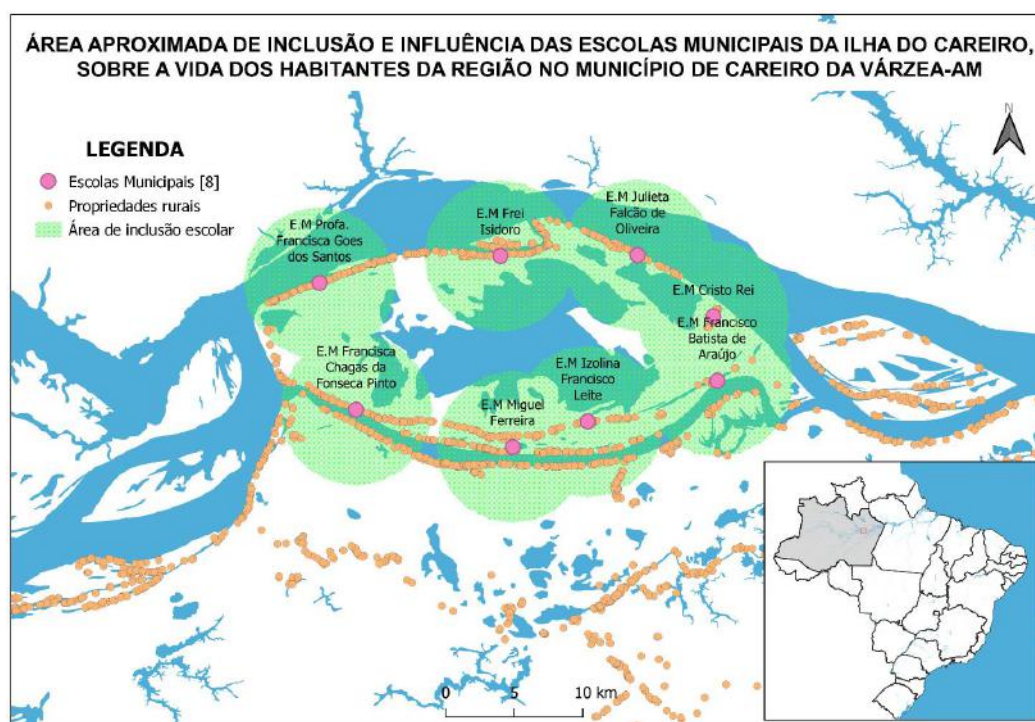 ÁREA APROXIMADA DE INCLUSÃO E INFLUÊNCIA DAS ESCOLAS MUNICIPAIS DA ILHA DO CAREIRO,
SOBRE A VIDA DOS HABITANTES DA REGIÃO NO MUNICÍPIO DE CAREIRO DA VÁRZEA-AM
N
LEGENDA
Escolas Municipais [8]
Propriedades rurais
Área de inclusão escolar
E.M Profa.
Francisca Goes
dos Santos
E.M Frei
Isidoro
E.M Julieta
Falcão de
Oliveira
E.M Cristo Rei
E.M Francisco
Batista de
Araújo
E.M Francisca
Chagas da
Fonseca Pinto
E.M Izolina
Francisco
Leite
E.M Miguel
Ferreira
0 5 10 km